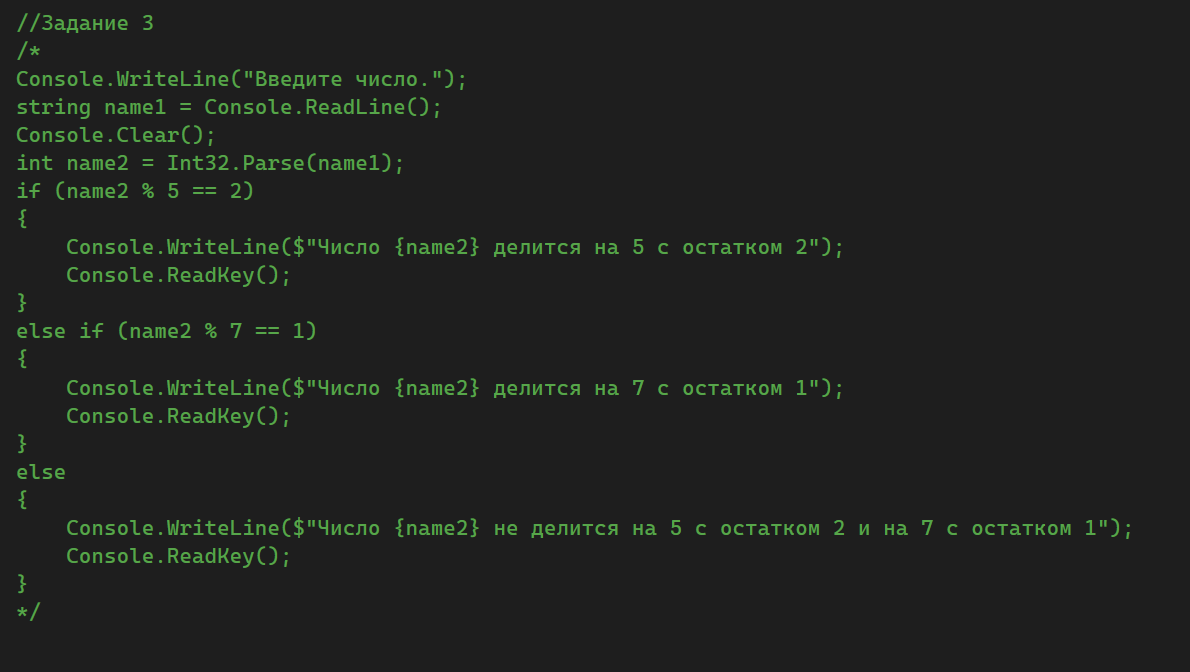 //Задание 3
/*
Console.WriteLine("Введите число.");
string name1 = Console.ReadLine();
Console.Clear();
int name2 = Int32.Parse(name1);
if (name2 % 5 == 2)
{
    Console.WriteLine($"Число {name2} делится на 5 с остатком 2");
    Console.ReadKey();
}
else if (name2 % 7 == 1)
{
    Console.WriteLine($"Число {name2} делится на 7 с остатком 1");
    Console.ReadKey();
}
else
{
    Console.WriteLine($"Число {name2} не делится на 5 с остатком 2 и на 7 с остатком 1");
    Console.ReadKey();
}
*/